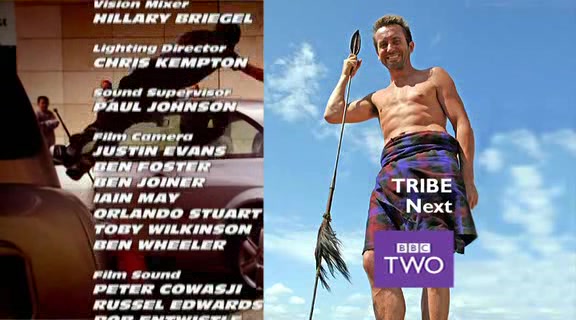 Vision Mixer
HILLARY BRIEGEL
Lighting Director
CHRIS KEMPTON
Sound Supervisor
PAUL JOHNSON
Film Camera
JUSTIN EVANS
BEN FOSTER
BEN JOINER
IAIN MAY
ORLANDO STUART
TOBY WILKINSON
BEN WHEELER
Film Sound
PETER COWASJI
RUSSEL EDWARDS
ROB ENTWISTLE
TRIBE
Next
BBC
TWO